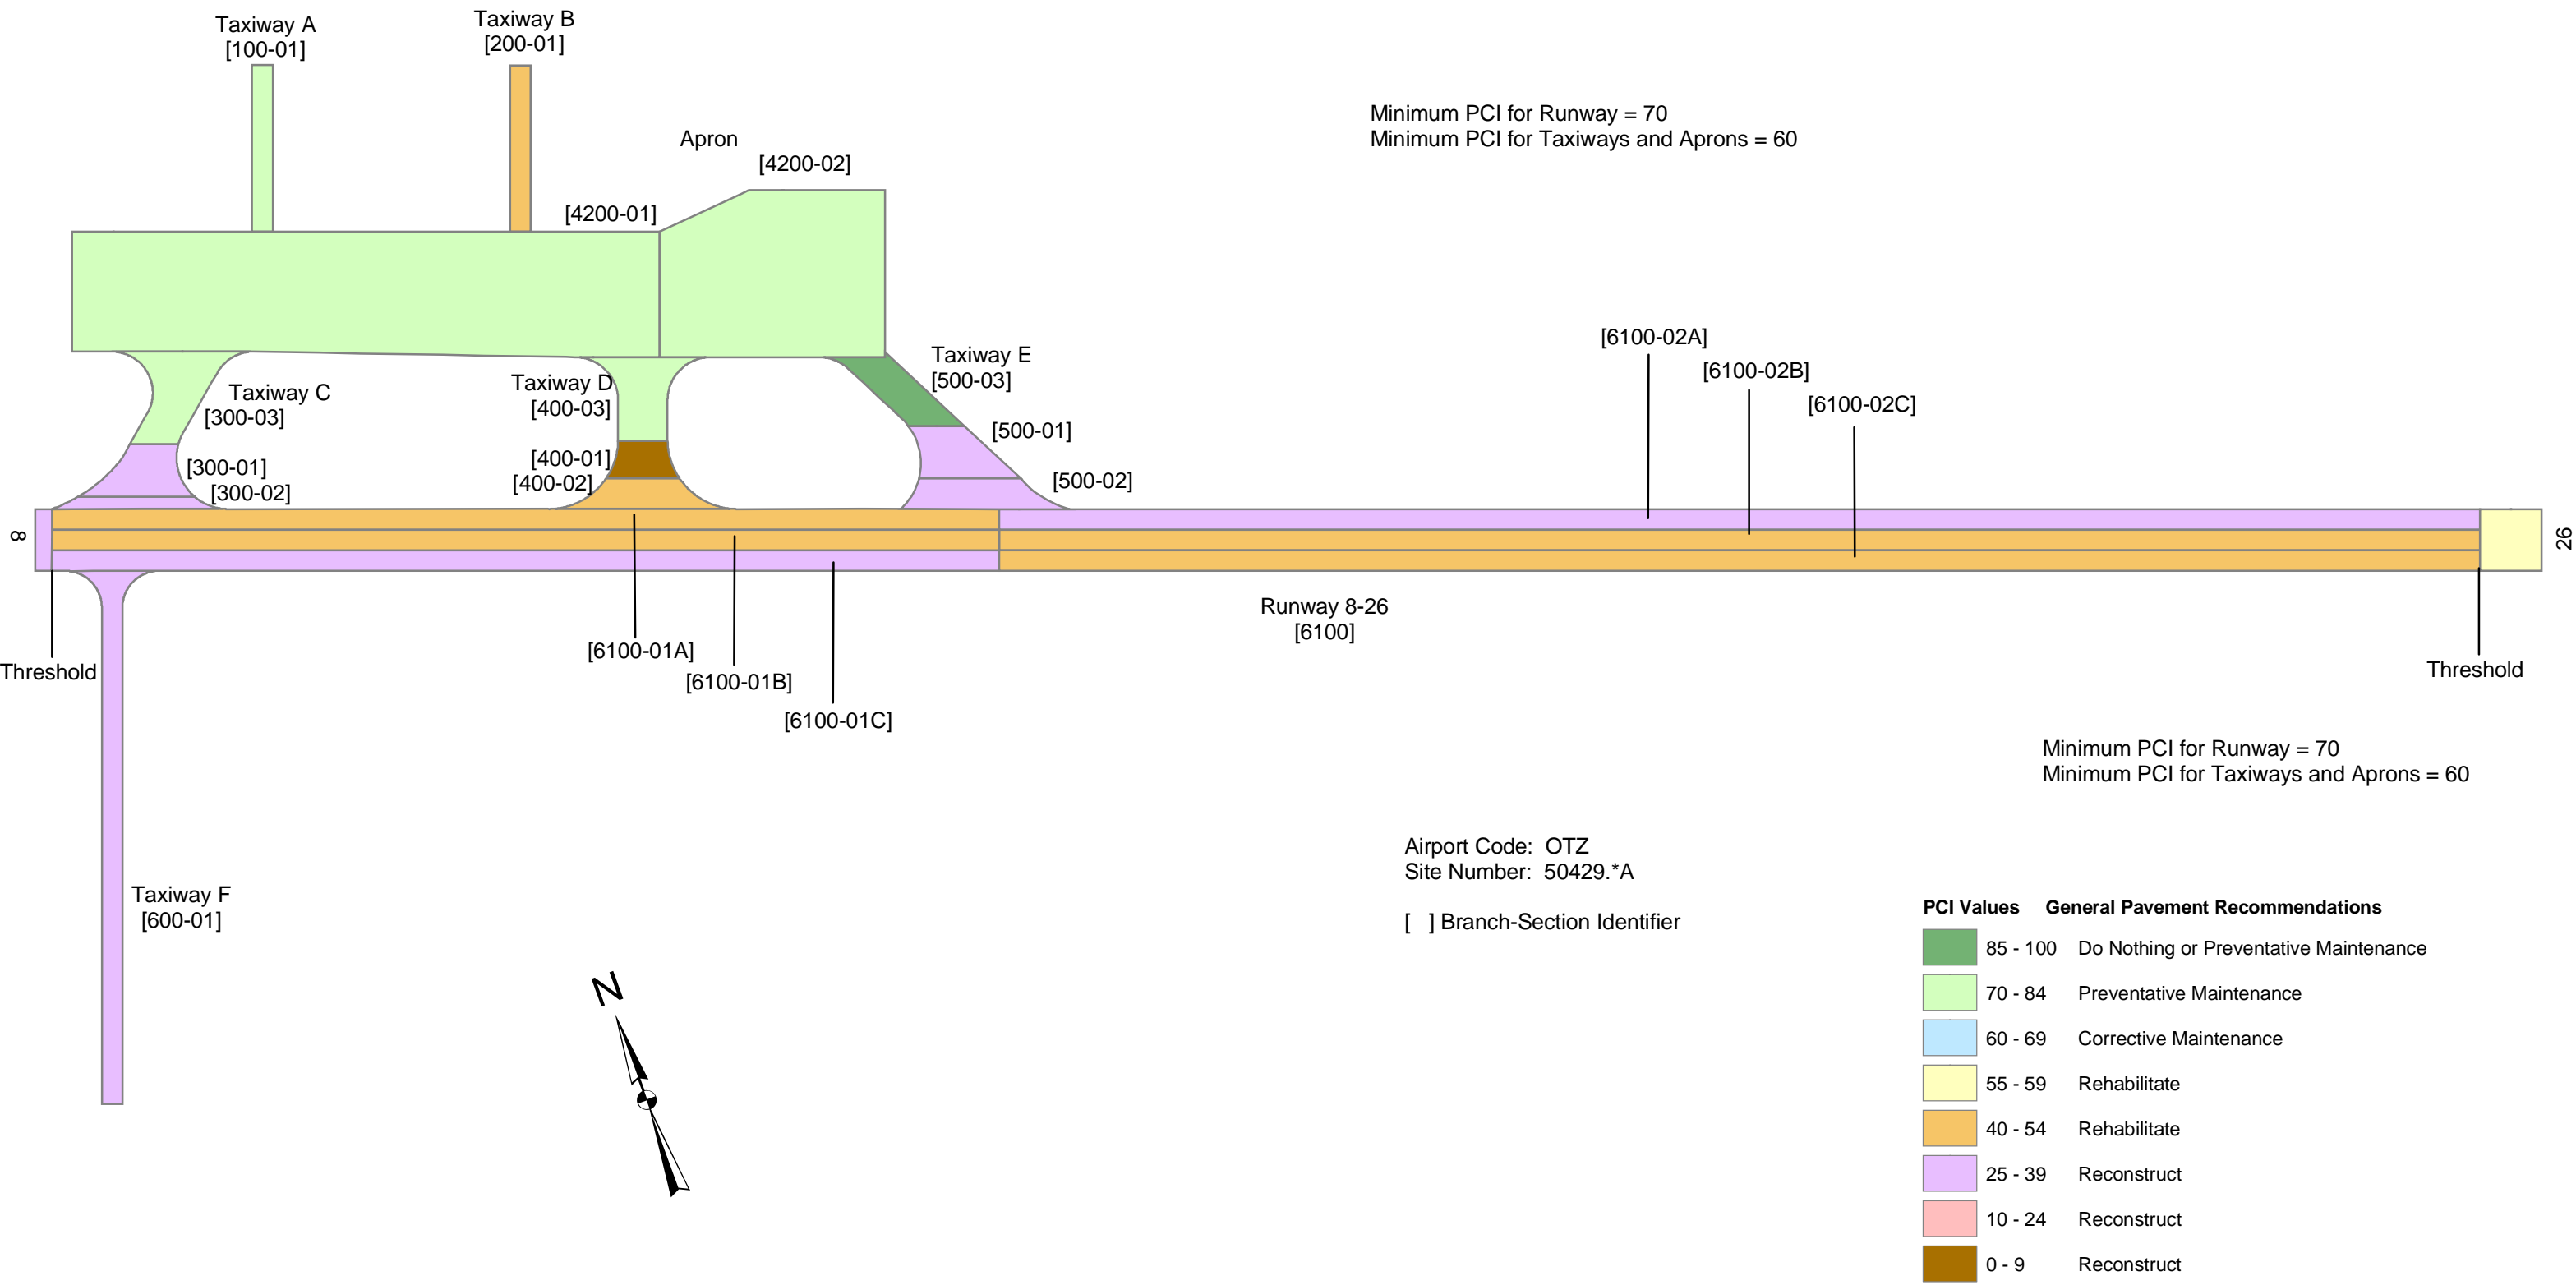 Taxiway A
[100-01]
Taxiway B
[200-01]
Minimum PCI for Runway = 70
Minimum PCI for Taxiways and Aprons = 60
Apron
[4200-02]
[4200-01]
[6100-02A]
[6100-02B]
[6100-02C]
Taxiway E
[500-03]
Taxiway C
[300-03]
Taxiway D
[400-03]
[500-01]
[300-01]
[300-02]
[400-01]
[400-02]
[500-02]
8
26
Runway 8-26
[6100]
[6100-01A]
[6100-01B]
[6100-01C]
Threshold
Threshold
Minimum PCI for Runway = 70
Minimum PCI for Taxiways and Aprons = 60
Airport Code: OTZ
Site Number: 50429.*A
[ ] Branch-Section Identifier
Taxiway F
[600-01]
N
PCI Values General Pavement Recommendations
85 - 100 Do Nothing or Preventative Maintenance
70 - 84 Preventative Maintenance
60 - 69 Corrective Maintenance
55 - 59 Rehabilitate
40 - 54 Rehabilitate
25 - 39 Reconstruct
10 - 24 Reconstruct
0 - 9 Reconstruct